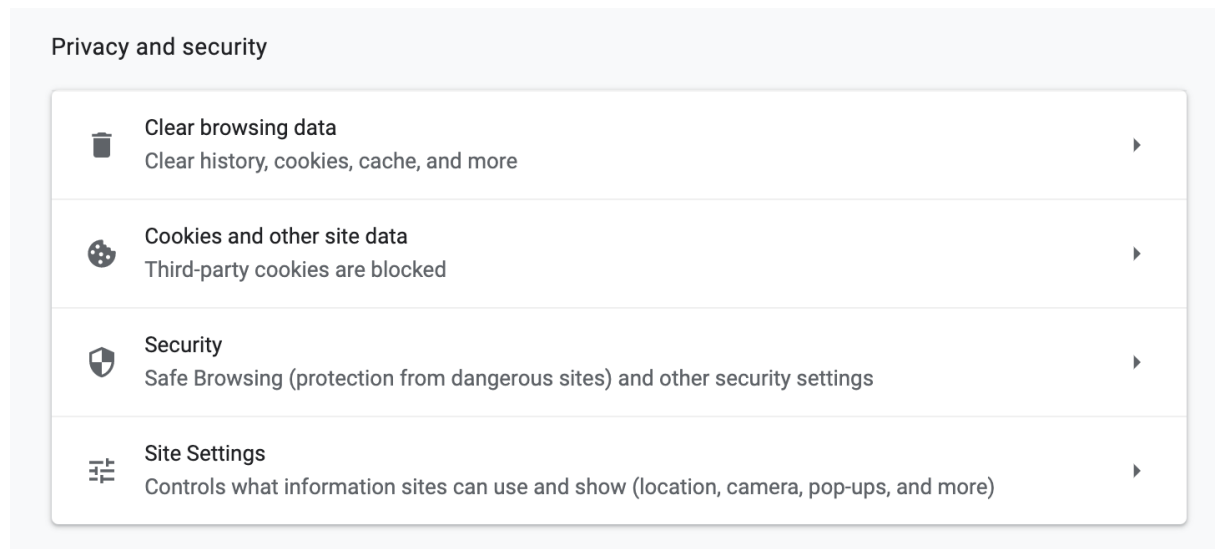 Privacy and security
Clear browsing data
Clear history, cookies, cache, and more
Cookies and other site data
Third-party cookies are blocked
Security
Safe Browsing (protection from dangerous sites) and other security settings
Site Settings
Controls what information sites can use and show (location, camera, pop-ups, and more)